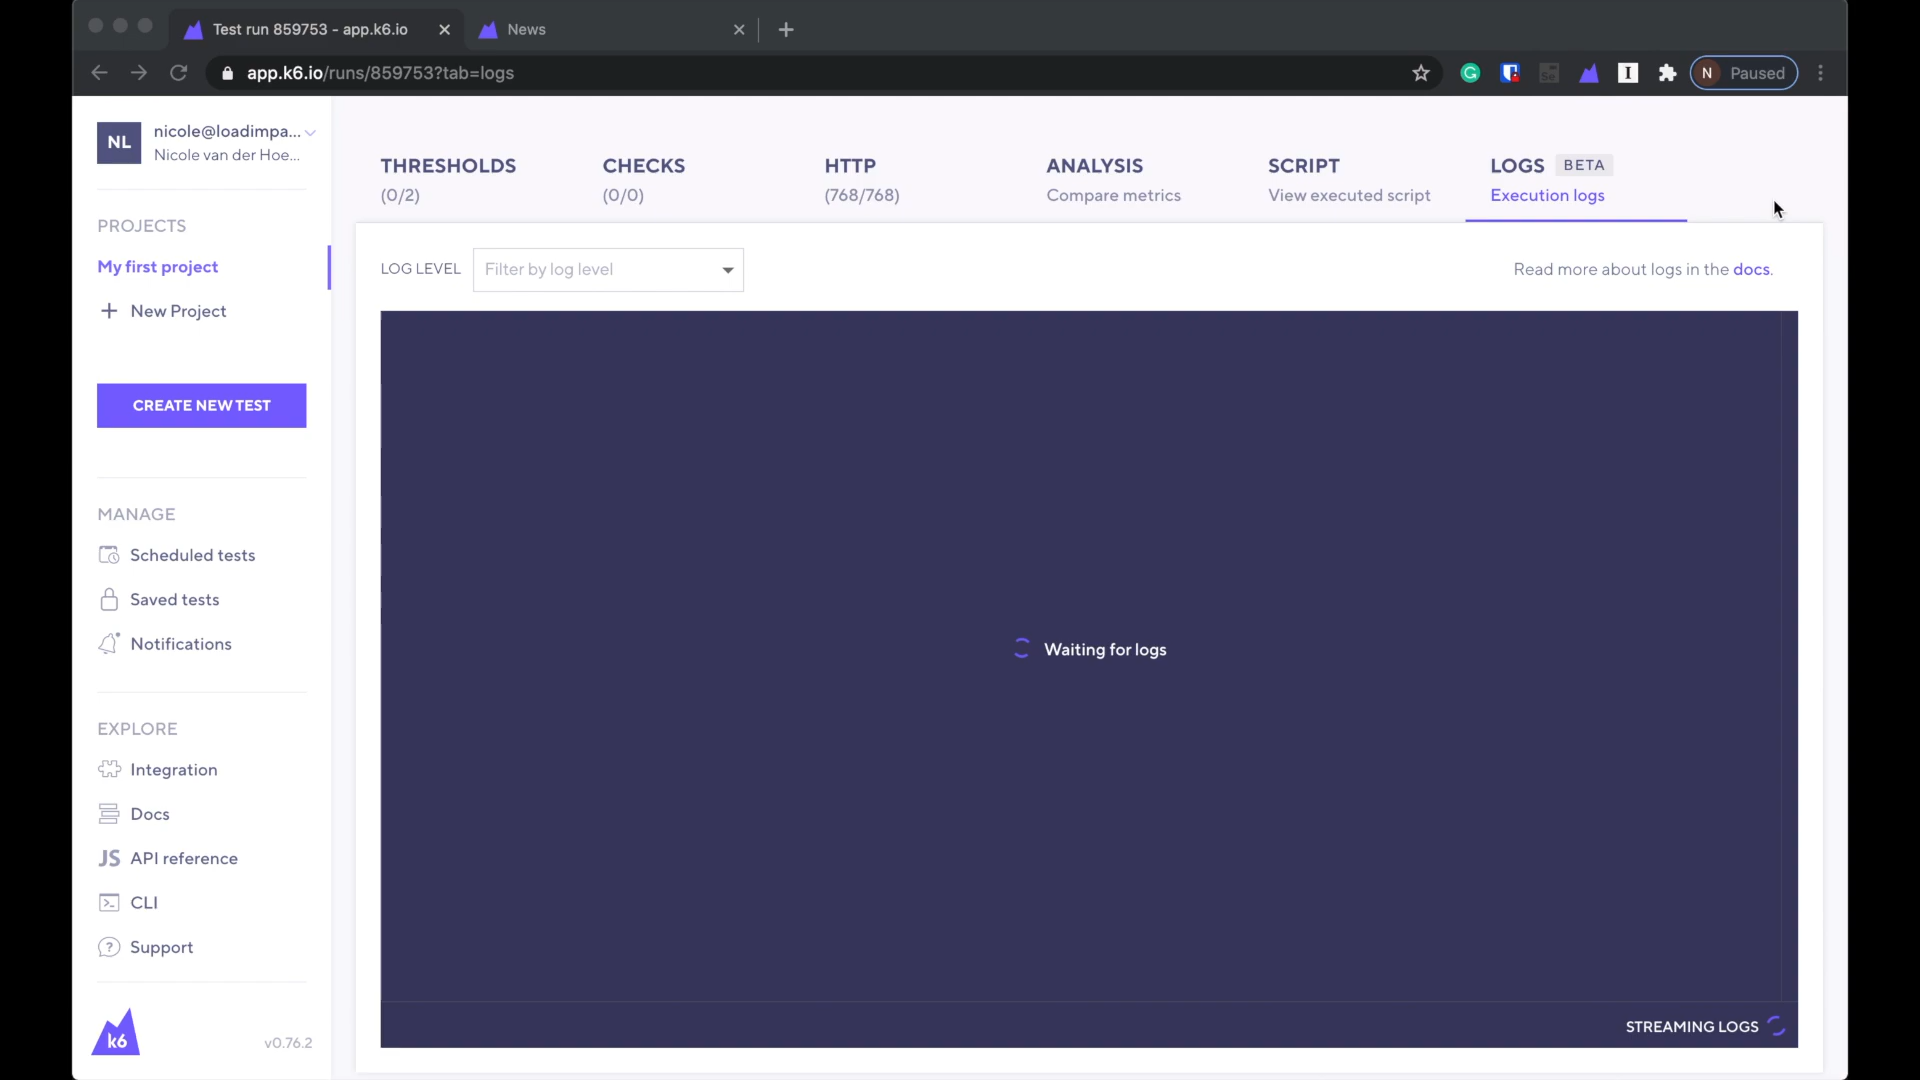 Test run 859753 - app.k6.io
News
app.k6.io/runs/859753?tab=logs
N Paused
NL
nicole@loadimpa...
Nicole van der Hoe...
PROJECTS
My first project
New Project
CREATE NEW TEST
MANAGE
Scheduled tests
Saved tests
Notifications
EXPLORE
Integration
Docs
JS API reference
CLI
Support
k6
v0.76.2
THRESHOLDS
(0/2)
CHECKS
(0/0)
HTTP
(768/768)
ANALYSIS
Compare metrics
SCRIPT
View executed script
LOGS BETA
Execution logs
LOG LEVEL
Filter by log level
Read more about logs in the docs.
Waiting for logs
STREAMING LOGS